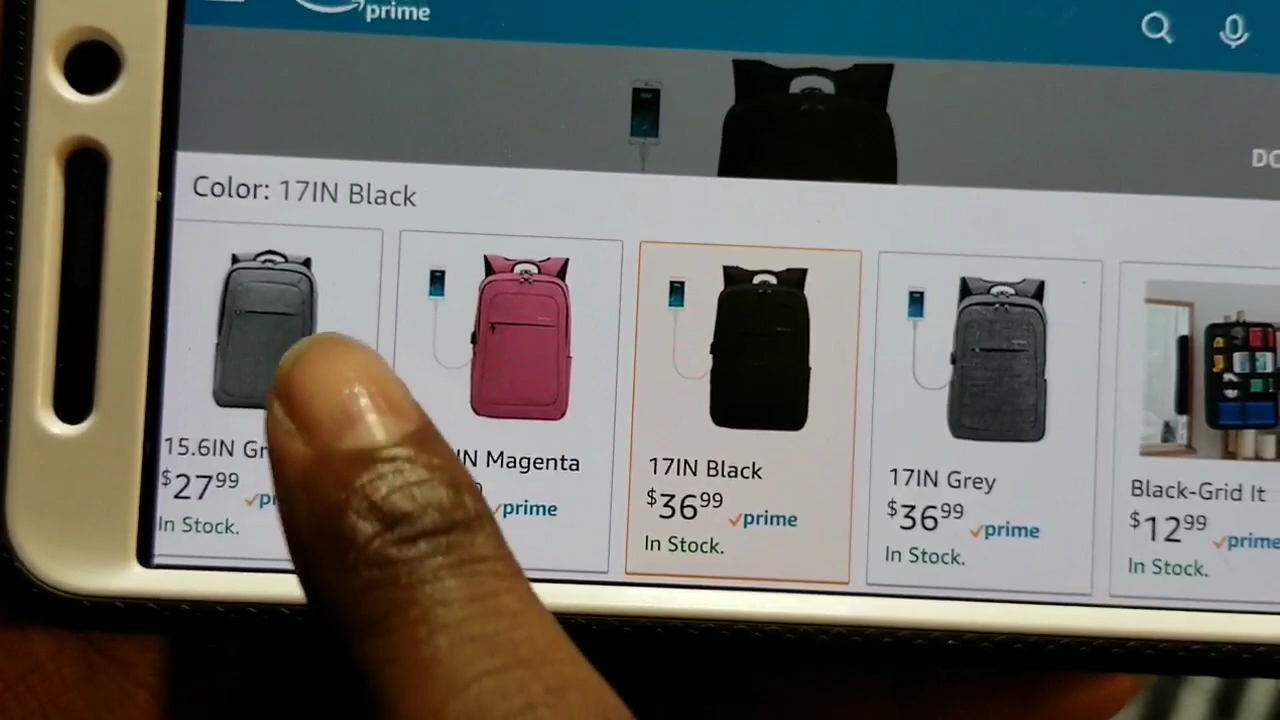 prime
DO
Color: 17IN Black
15.6IN Gr
$27.99
In Stock.
IN Magenta
prime
17IN Black
$36.99 prime
In Stock.
17IN Grey
$36.99 prime
In Stock.
Black-Grid It
$12.99 prime
In Stock.